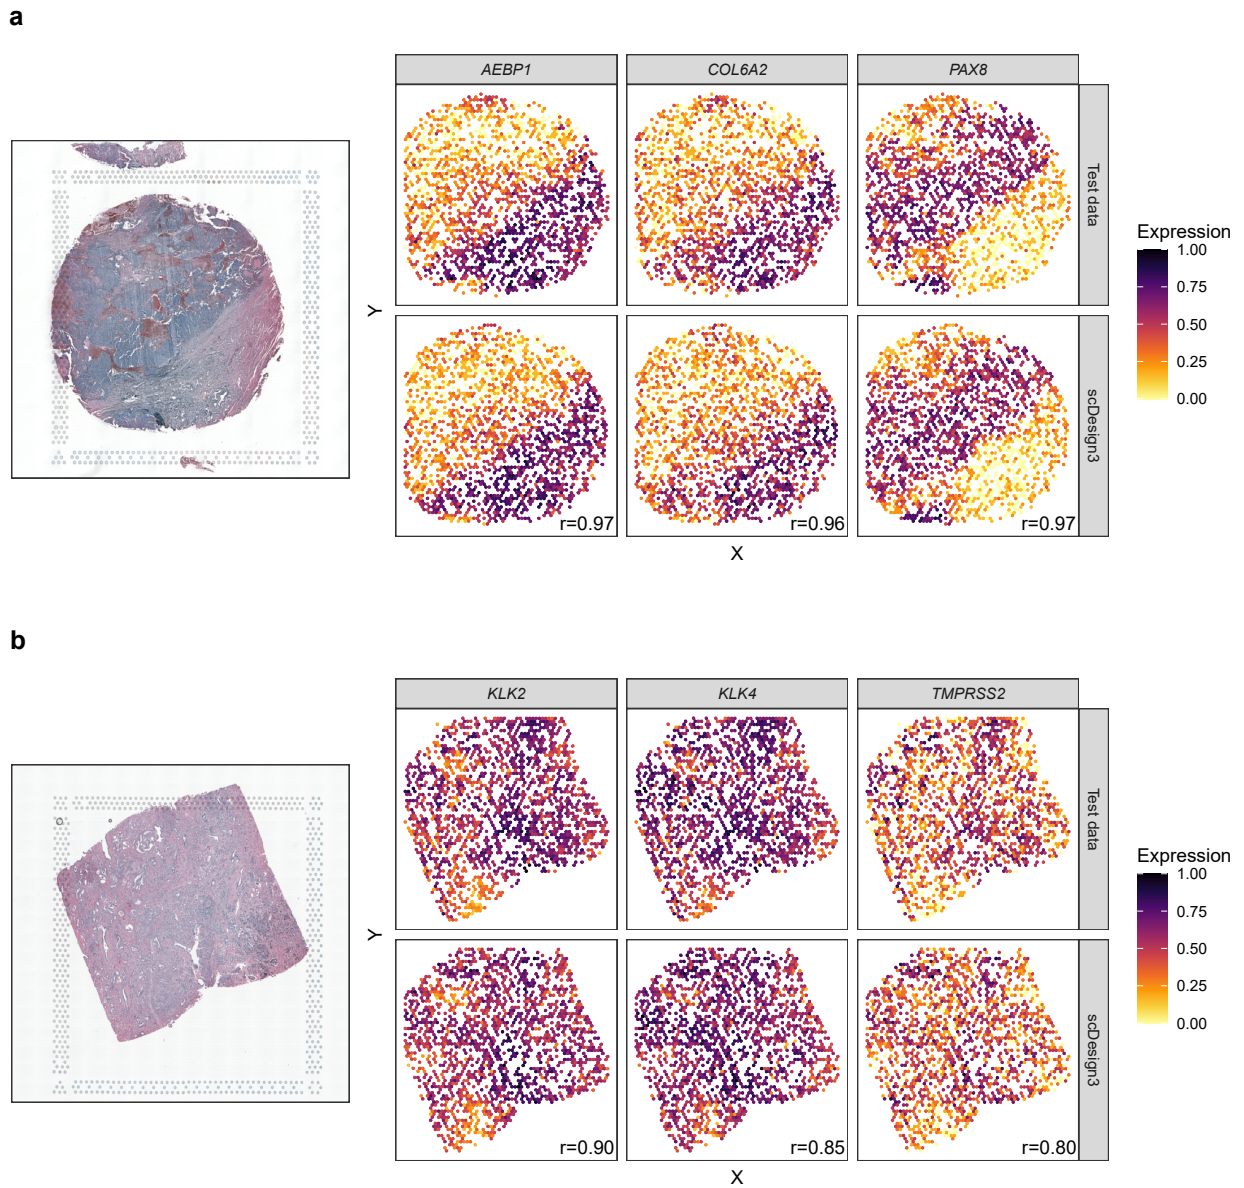 a
AEBP1
COL6A2
PAX8
Test data
scDesign3
Y
X
r=0.97
r=0.96
r=0.97
Expression
1.00
0.75
0.50
0.25
0.00
b
KLK2
KLK4
TMPRSS2
Test data
scDesign3
Y
X
r=0.90
r=0.85
r=0.80
Expression
1.00
0.75
0.50
0.25
0.00